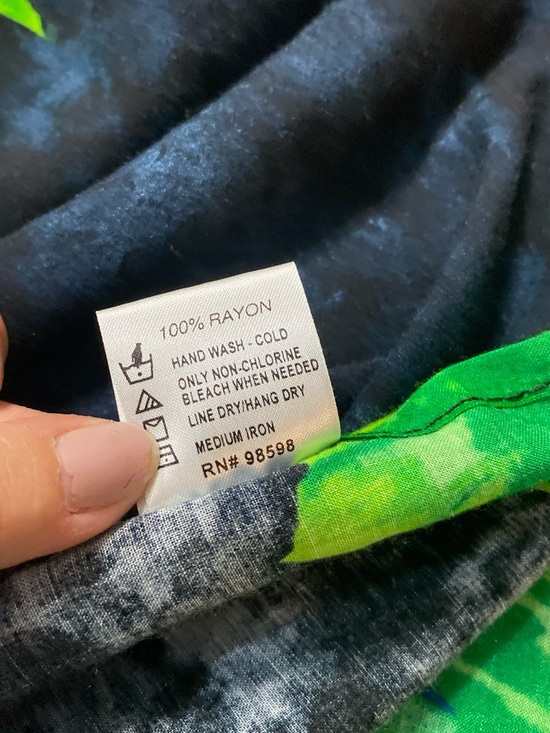 100% RAYON
HAND WASH - COLD
ONLY NON-CHLORINE
BLEACH WHEN NEEDED
LINE DRY/HANG DRY
MEDIUM IRON
RN# 98598